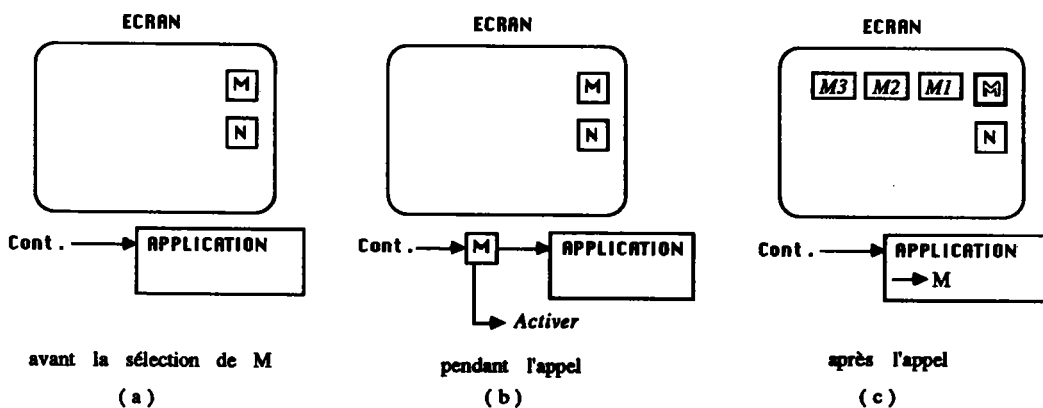 ECRAN
M
N
Cont.
APPLICATION
avant la sélection de M
( a )
ECRAN
M
N
Cont.
M
APPLICATION
Activer
pendant l'appel
( b )
ECRAN
M3 M2 M1 M
N
Cont.
APPLICATION
M
après l'appel
( c )